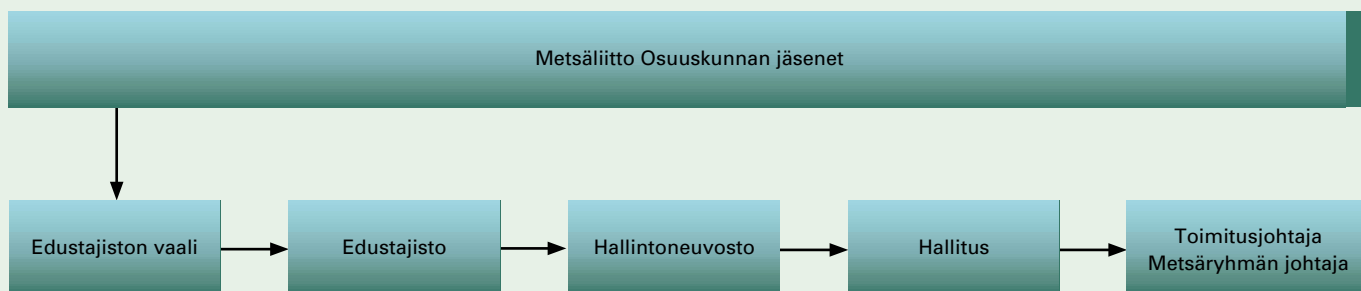 Metsäliitto Osuuskunnan jäsenet
Edustajiston vaali
Edustajisto
Hallintoneuvosto
Hallitus
Toimitusjohtaja
Metsäryhmän johtaja